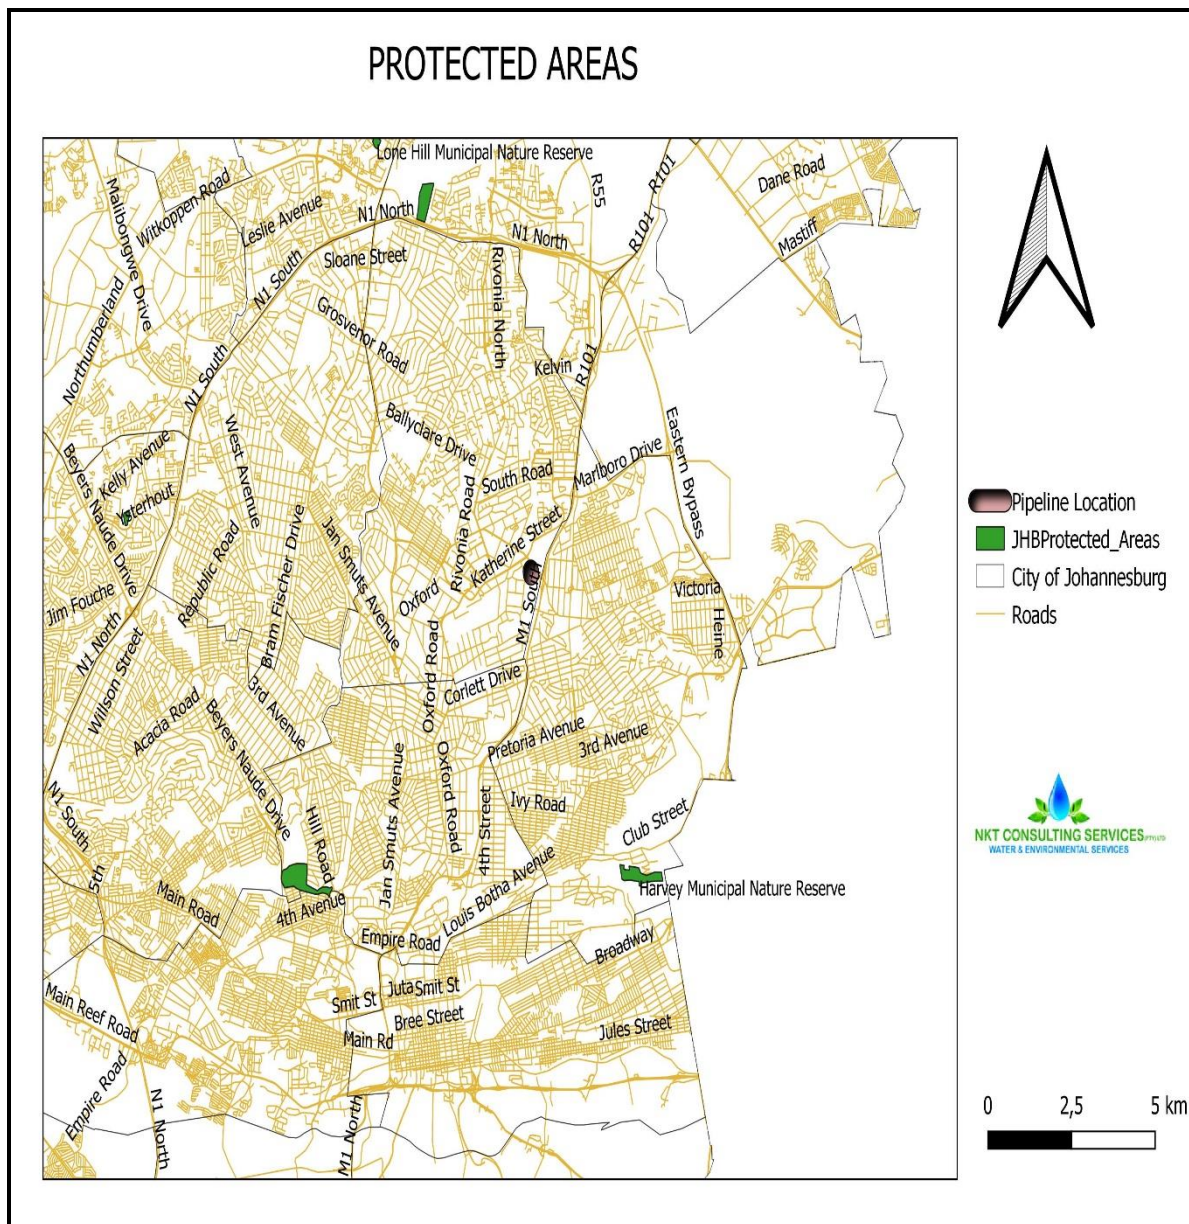 PROTECTED AREAS
Lone Hill Municipal Nature Reserve
Malibongwe Drive
Witkoppen Road
Leslie Avenue
N1 North
R55
R101
Dane Road
R101
Mastiff
N1 North
Sloane Street
N1 South
Rivonia North
Northumberland
Grosvenor Road
N1 South
Kelvin
R101
Ballyclare Drive
West Avenue
Eastern Bypass
Beyers Naude Drive
Kelly Avenue
South Road
Marlboro Drive
Ysterhout
Rivonia Road
Katherine Street
Republic Road
Bram Fischer Drive
Jan Smuts Avenue
Oxford
M1 South
Victoria
Heine
Jim Fouche
N1 North
Willson Street
Oxford Road
Corlett Drive
3rd Avenue
Acacia Road
Beyers Naude Drive
Pretoria Avenue
3rd Avenue
Jan Smuts Avenue
Oxford Road
4th Street
Ivy Road
Club Street
N1 South
Hill Road
5th
Main Road
4th Avenue
Louis Botha Avenue
Harvey Municipal Nature Reserve
Empire Road
Broadway
Smit St
Juta
Smit St
Bree Street
Main Rd
Jules Street
Main Reef Road
Empire Road
N1 North
M1 North
Pipeline Location
JHBProtected_Areas
City of Johannesburg
Roads
NKT CONSULTING SERVICES (PTY) LTD
WATER & ENVIRONMENTAL SERVICES
0 2,5 5 km